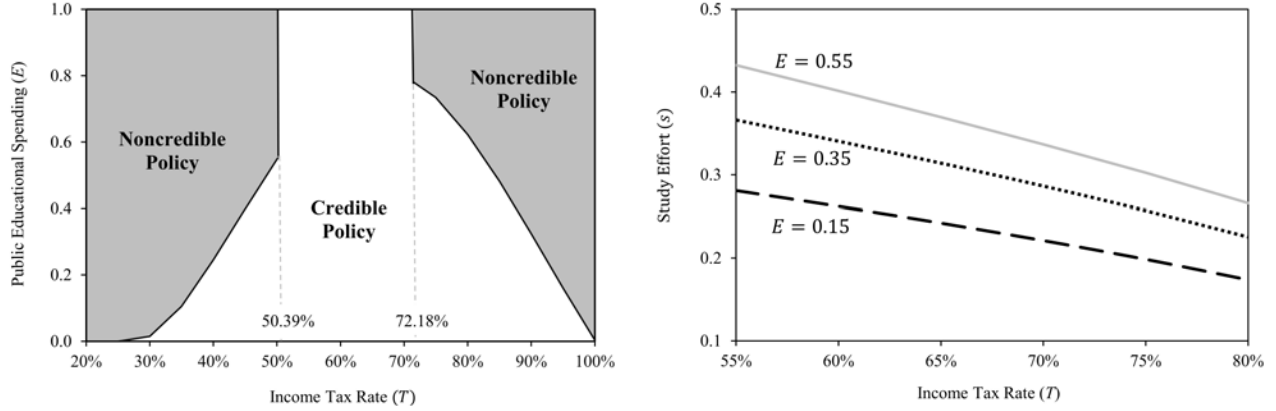 Public Educational Spending (E)
1.0
0.8
0.6
0.4
0.2
0.0
Noncredible
Policy
Credible
Policy
Noncredible
Policy
50.39%
72.18%
20%
30%
40%
50%
60%
70%
80%
90%
100%
Income Tax Rate (T)
Study Effort (s)
0.5
0.4
0.3
0.2
0.1
E = 0.55
E = 0.35
E = 0.15
55%
60%
65%
70%
75%
80%
Income Tax Rate (T)